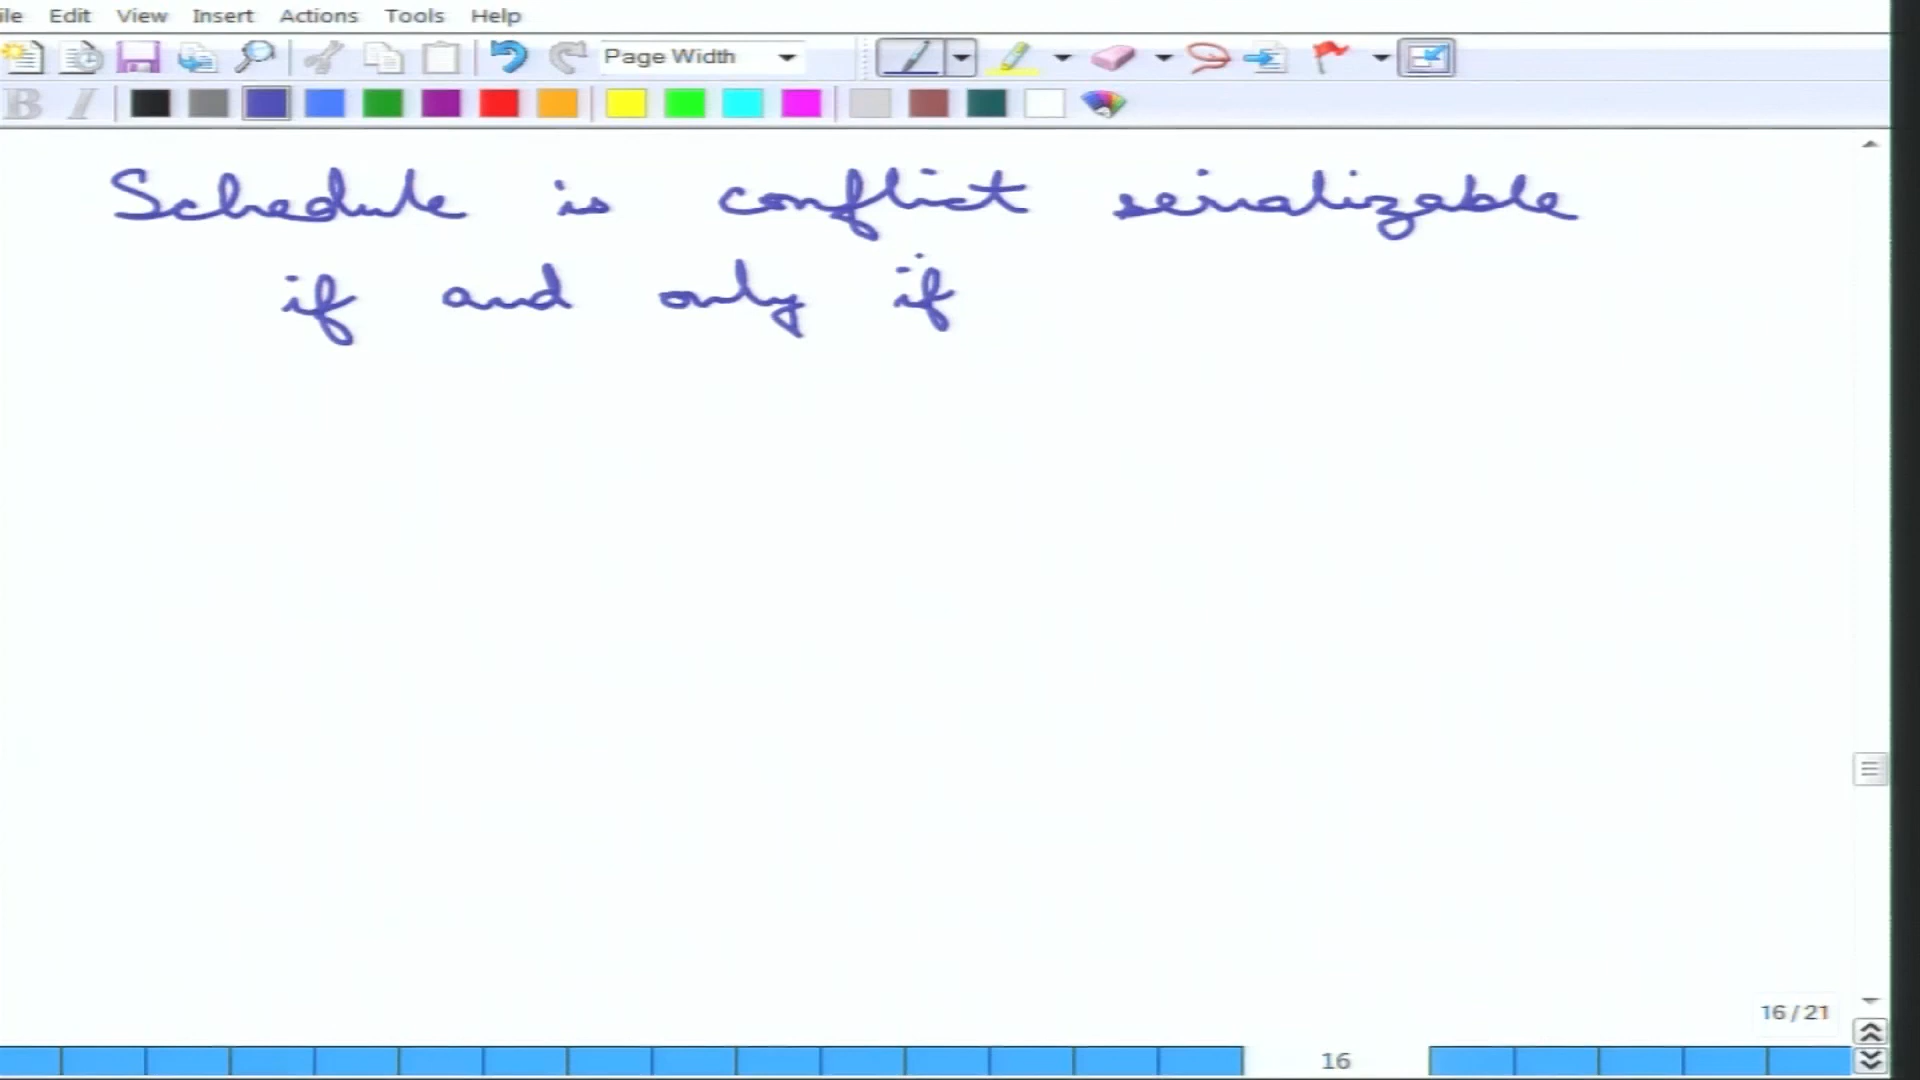 ile Edit View Insert Actions Tools Help
Page Width
B I
Schedule is conflict serializable
if and only if
16 / 21
16